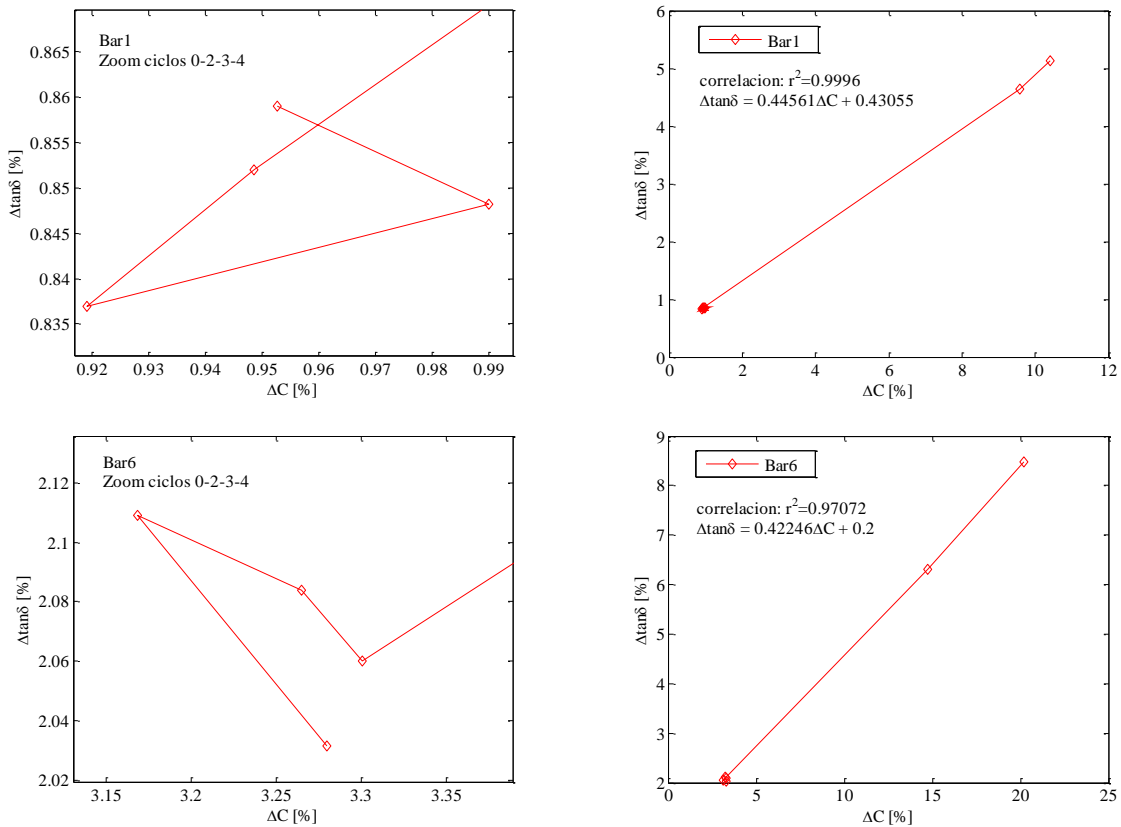 Bar1
Zoom ciclos 0-2-3-4
0.865
0.86
0.855
0.85
0.845
0.84
0.835
Δtanδ [%]
0.92 0.93 0.94 0.95 0.96 0.97 0.98 0.99
ΔC [%]
Bar1
correlacion: r²=0.9996
Δtanδ = 0.44561ΔC + 0.43055
6
5
4
3
2
1
0
Δtanδ [%]
0 2 4 6 8 10 12
ΔC [%]
Bar6
Zoom ciclos 0-2-3-4
2.12
2.1
2.08
2.06
2.04
2.02
Δtanδ [%]
3.15 3.2 3.25 3.3 3.35
ΔC [%]
Bar6
correlacion: r²=0.97072
Δtanδ = 0.42246ΔC + 0.2
9
8
7
6
5
4
3
2
Δtanδ [%]
0 5 10 15 20 25
ΔC [%]